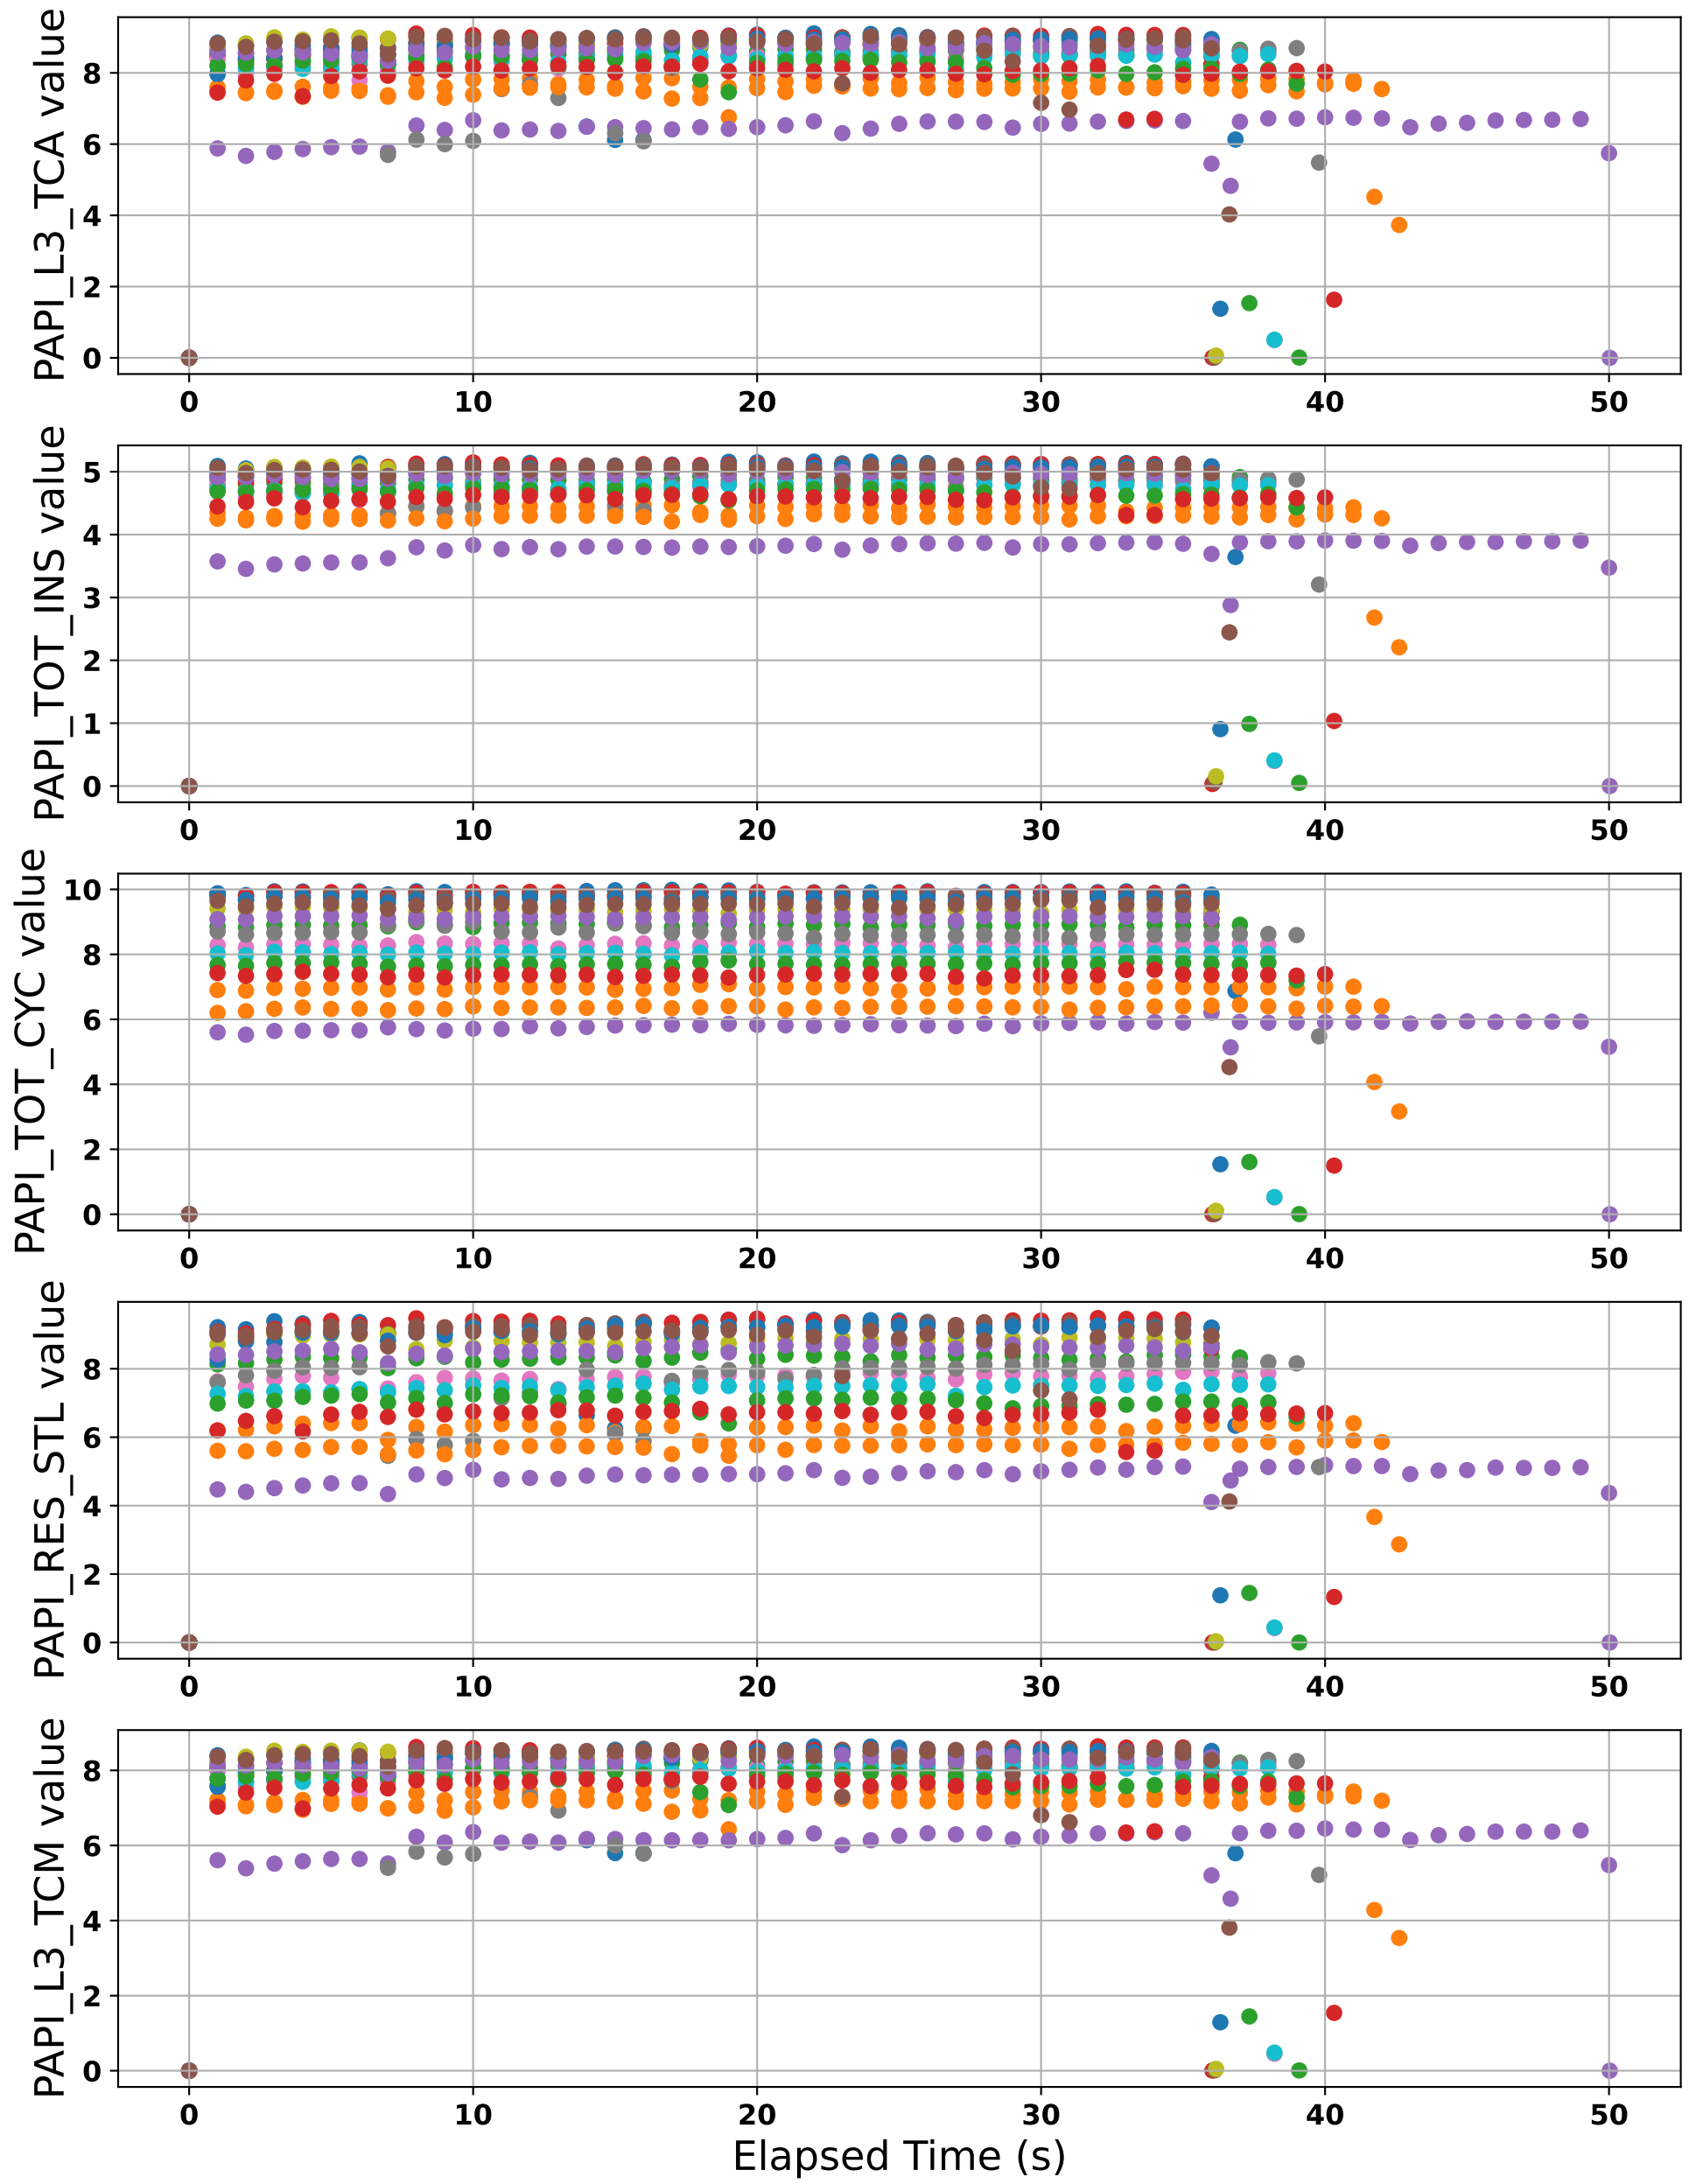 PAPI_L3_TCA value
8
6
4
2
0
0 10 20 30 40 50
PAPI_TOT_INS value
5
4
3
2
1
0
0 10 20 30 40 50
PAPI_TOT_CYC value
10
8
6
4
2
0
0 10 20 30 40 50
PAPI_RES_STL value
8
6
4
2
0
0 10 20 30 40 50
PAPI_L3_TCM value
8
6
4
2
0
0 10 20 30 40 50
Elapsed Time (s)